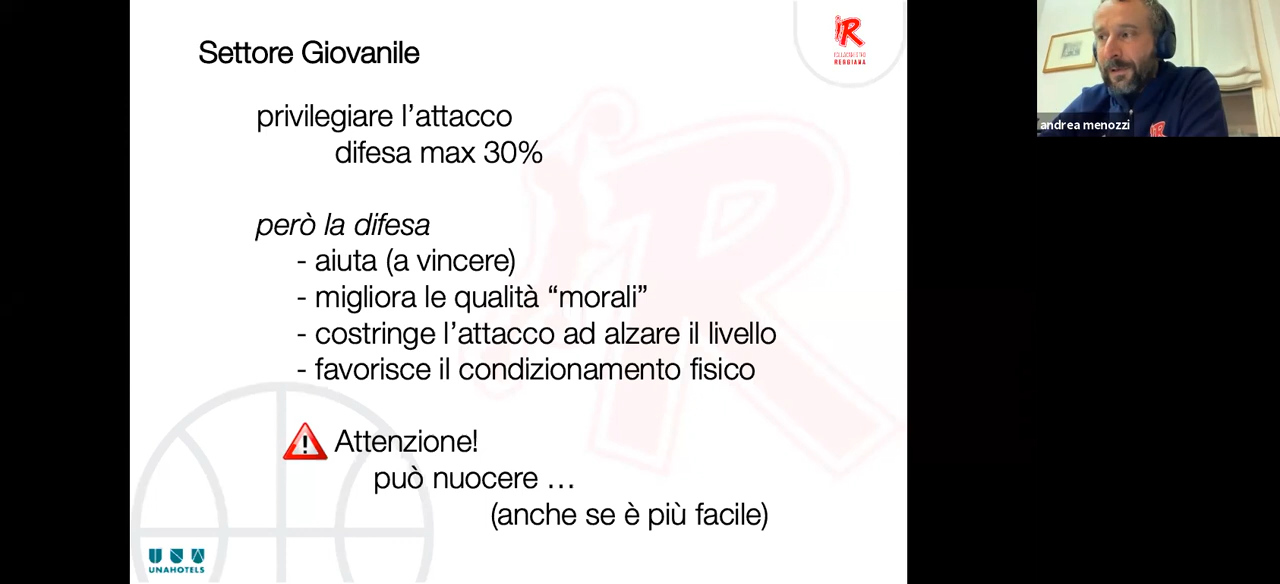 Settore Giovanile
privilegiare l'attacco
difesa max 30%
però la difesa
- aiuta (a vincere)
- migliora le qualità “morali”
- costringe l'attacco ad alzare il livello
- favorisce il condizionamento fisico
Attenzione!
può nuocere …
(anche se è più facile)
UNAHOTELS
REGGIANA
andrea menozzi